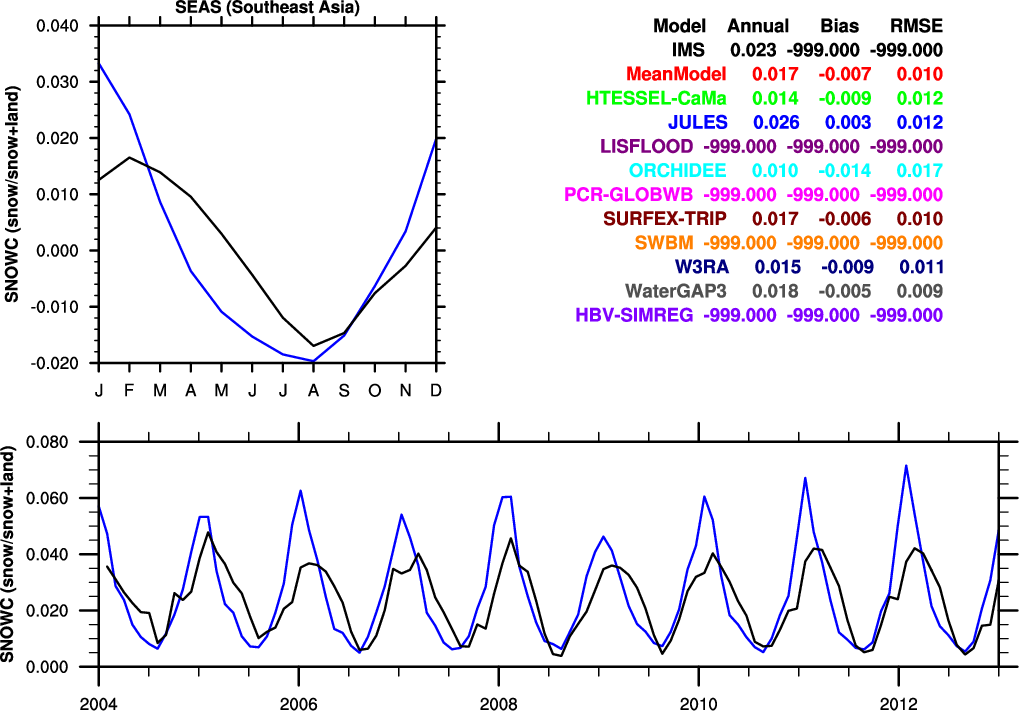 SEAS (Southeast Asia)
0.040
0.030
0.020
0.010
0.000
-0.010
-0.020
SNOWC (snow/snow+land)
J F M A M J J A S O N D
Model Annual Bias RMSE
IMS 0.023 -999.000 -999.000
MeanModel 0.017 -0.007 0.010
HTESSEL-CaMa 0.014 -0.009 0.012
JULES 0.026 0.003 0.012
LISFLOOD -999.000 -999.000 -999.000
ORCHIDEE 0.010 -0.014 0.017
PCR-GLOBWB -999.000 -999.000 -999.000
SURFEX-TRIP 0.017 -0.006 0.010
SWBM -999.000 -999.000 -999.000
W3RA 0.015 -0.009 0.011
WaterGAP3 0.018 -0.005 0.009
HBV-SIMREG -999.000 -999.000 -999.000
0.080
0.060
0.040
0.020
0.000
SNOWC (snow/snow+land)
2004 2006 2008 2010 2012